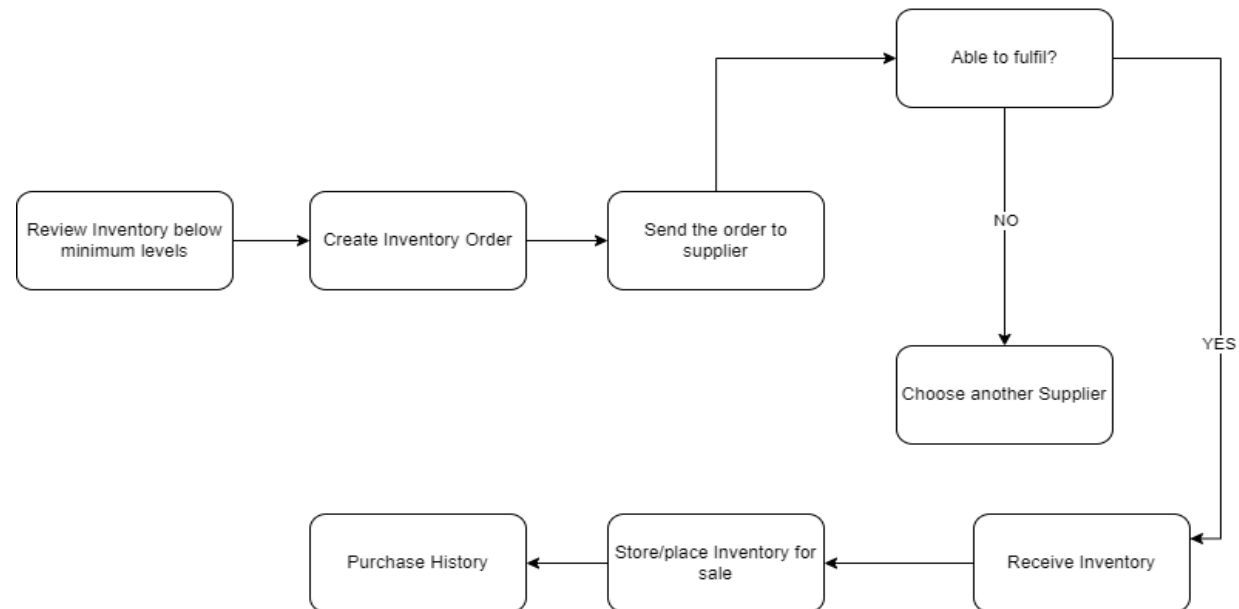 Able to fulfil?
Review Inventory below
minimum levels
Create Inventory Order
Send the order to
supplier
NO
YES
Choose another Supplier
Purchase History
Store/place Inventory for
sale
Receive Inventory